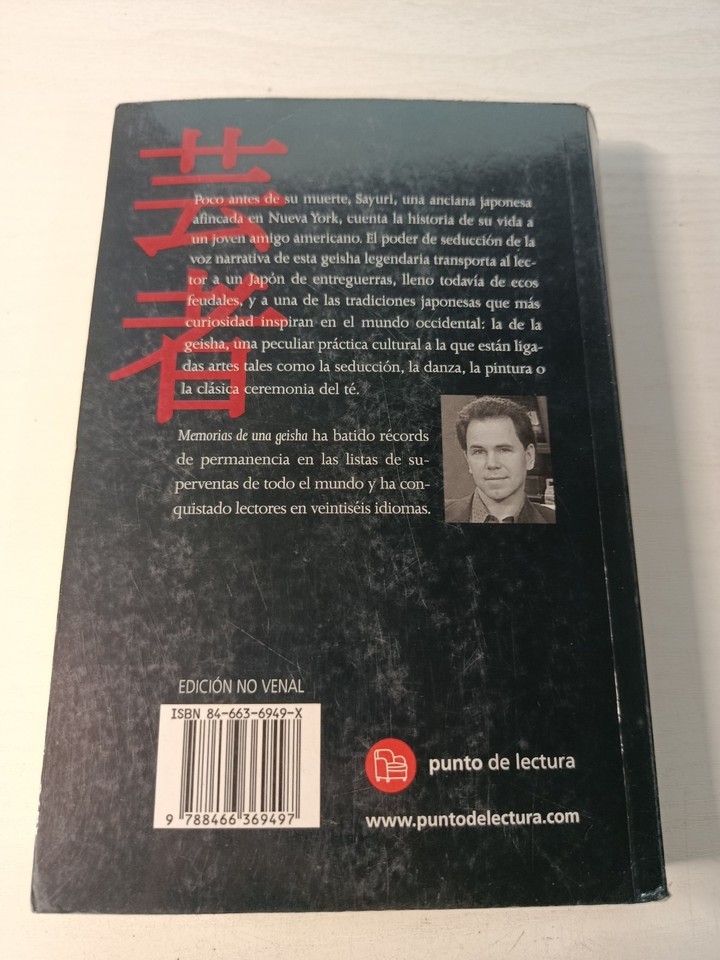 芸者
Poco antes de su muerte, Sayuri, una anciana japonesa
afincada en Nueva York, cuenta la historia de su vida a
un joven amigo americano. El poder de seducción de la
voz narrativa de esta geisha legendaria transporta al lec-
tor a un Japón de entreguerras, lleno todavía de ecos
feudales, y a una de las tradiciones japonesas que más
curiosidad inspiran en el mundo occidental: la de la
geisha, una peculiar práctica cultural a la que están liga-
das artes tales como la seducción, la danza, la pintura o
la clásica ceremonia del té.
Memorias de una geisha ha batido récords
de permanencia en las listas de su-
perventas de todo el mundo y ha con-
quistado lectores en veintiséis idiomas.
EDICIÓN NO VENAL
ISBN 84-663-6949-X
9 788466 369497
punto de lectura
www.puntodelectura.com